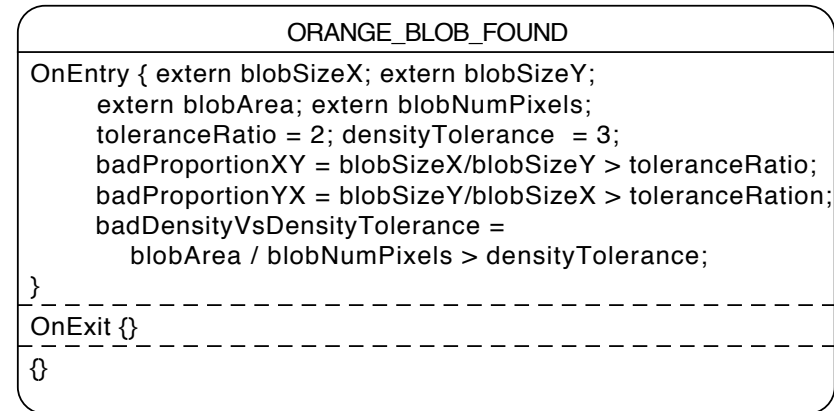 ORANGE_BLOB_FOUND
OnEntry { extern blobSizeX; extern blobSizeY;
extern blobArea; extern blobNumPixels;
toleranceRatio = 2; densityTolerance = 3;
badProportionXY = blobSizeX/blobSizeY > toleranceRatio;
badProportionYX = blobSizeY/blobSizeX > toleranceRation;
badDensityVsDensityTolerance =
blobArea / blobNumPixels > densityTolerance;
}
OnExit {}
{}